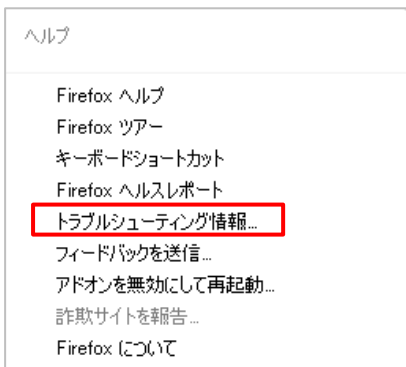 ヘルプ
Firefox ヘルプ
Firefox ツアー
キーボードショートカット
Firefox ヘルスレポート
トラブルシューティング情報...
フィードバックを送信...
アドオンを無効にして再起動...
詐欺サイトを報告...
Firefox について